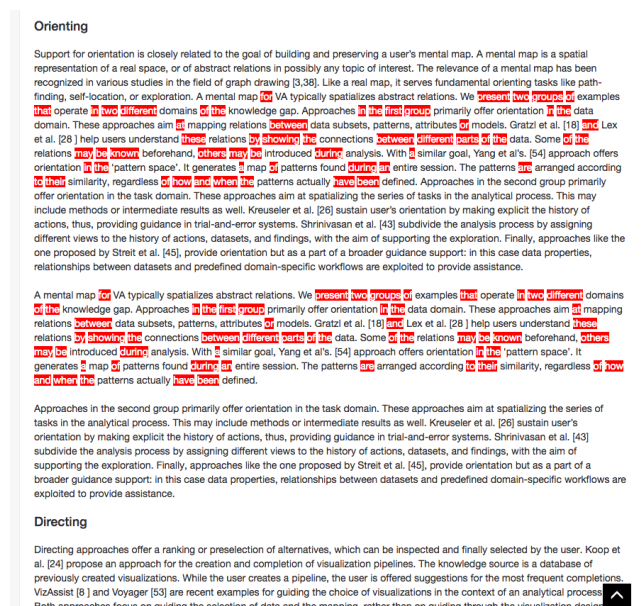 Orienting
Support for orientation is closely related to the goal of building and preserving a user's mental map. A mental map is a spatial
representation of a real space, or of abstract relations in possibly any topic of interest. The relevance of a mental map has been
recognized in various studies in the field of graph drawing [3,38]. Like a real map, it serves fundamental orienting tasks like path-
finding, self-location, or exploration. A mental map for VA typically spatializes abstract relations. We present two groups of examples
that operate in two different domains of the knowledge gap. Approaches in the first group primarily offer orientation in the data
domain. These approaches aim at mapping relations between data subsets, patterns, attributes or models. Gratzl et al. [18] and Lex
et al. [28 ] help users understand these relations by showing the connections between different parts of the data. Some of the
relations may be known beforehand, others may be introduced during analysis. With a similar goal, Yang et al's. [54] approach offers
orientation in the 'pattern space'. It generates a map of patterns found during an entire session. The patterns are arranged according
to their similarity, regardless of how and when the patterns actually have been defined. Approaches in the second group primarily
offer orientation in the task domain. These approaches aim at spatializing the series of tasks in the analytical process. This may
include methods or intermediate results as well. Kreuseler et al. [26] sustain user's orientation by making explicit the history of
actions, thus, providing guidance in trial-and-error systems. Shrinivasan et al. [43] subdivide the analysis process by assigning
different views to the history of actions, datasets, and findings, with the aim of supporting the exploration. Finally, approaches like the
one proposed by Streit et al. [45], provide orientation but as a part of a broader guidance support: in this case data properties,
relationships between datasets and predefined domain-specific workflows are exploited to provide assistance.
A mental map for VA typically spatializes abstract relations. We present two groups of examples that operate in two different domains
of the knowledge gap. Approaches in the first group primarily offer orientation in the data domain. These approaches aim at mapping
relations between data subsets, patterns, attributes or models. Gratzl et al. [18] and Lex et al. [28 ] help users understand these
relations by showing the connections between different parts of the data. Some of the relations may be known beforehand, others
may be introduced during analysis. With a similar goal, Yang et al's. [54] approach offers orientation in the 'pattern space'. It
generates a map of patterns found during an entire session. The patterns are arranged according to their similarity, regardless of how
and when the patterns actually have been defined.
Approaches in the second group primarily offer orientation in the task domain. These approaches aim at spatializing the series of
tasks in the analytical process. This may include methods or intermediate results as well. Kreuseler et al. [26] sustain user's
orientation by making explicit the history of actions, thus, providing guidance in trial-and-error systems. Shrinivasan et al. [43]
subdivide the analysis process by assigning different views to the history of actions, datasets, and findings, with the aim of
supporting the exploration. Finally, approaches like the one proposed by Streit et al. [45], provide orientation but as a part of a
broader guidance support: in this case data properties, relationships between datasets and predefined domain-specific workflows are
exploited to provide assistance.
Directing
Directing approaches offer a ranking or preselection of alternatives, which can be inspected and finally selected by the user. Koop et
al. [24] propose an approach for the creation and completion of visualization pipelines. The knowledge source is a database of
previously created visualizations. While the user creates a pipeline, the user is offered suggestions for the most frequent completions.
VizAssist [8 ] and Voyager [53] are recent examples for guiding the choice of visualizations in the context of an analytical process
Both approaches focus on guiding the selection of data and the mapping, rather than on guiding through the visualization